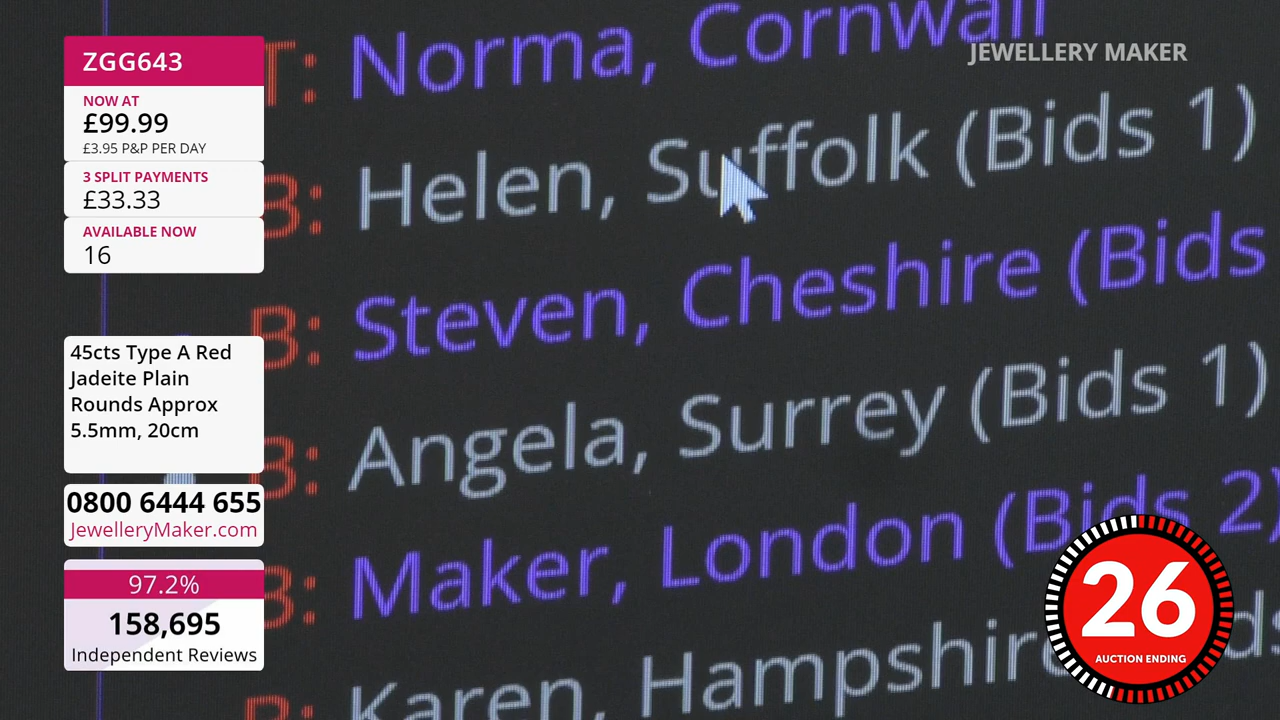 ZGG643
NOW AT
£99.99
£3.95 P&P PER DAY
3 SPLIT PAYMENTS
£33.33
AVAILABLE NOW
16
45cts Type A Red
Jadeite Plain
Rounds Approx
5.5mm, 20cm
0800 6444 655
JewelleryMaker.com
97.2%
158,695
Independent Reviews
JEWELLERY MAKER
T: Norma, Cornwall
B: Helen, Suffolk (Bids 1)
B: Steven, Cheshire (Bids
B: Angela, Surrey (Bids 1)
B: Maker, London (Bids 2)
B: Karen, Hampshire
26
AUCTION ENDING